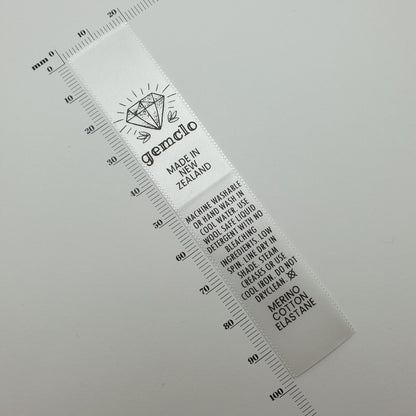 mm 0 10 20
0
10
20
30
40
50
60
70
80
90
100
gemclo
MADE IN
NEW
ZEALAND
MACHINE WASHABLE
OR HAND WASH IN
COOL WATER. USE
WOOL SAFE LIQUID
DETERGENT WITH NO
BLEACHING
INGREDIENTS. LOW
SPIN. LINE DRY IN
SHADE. STEAM
CREASES OR USE
COOL IRON. DO NOT
DRYCLEAN.
MERINO
COTTON
ELASTANE